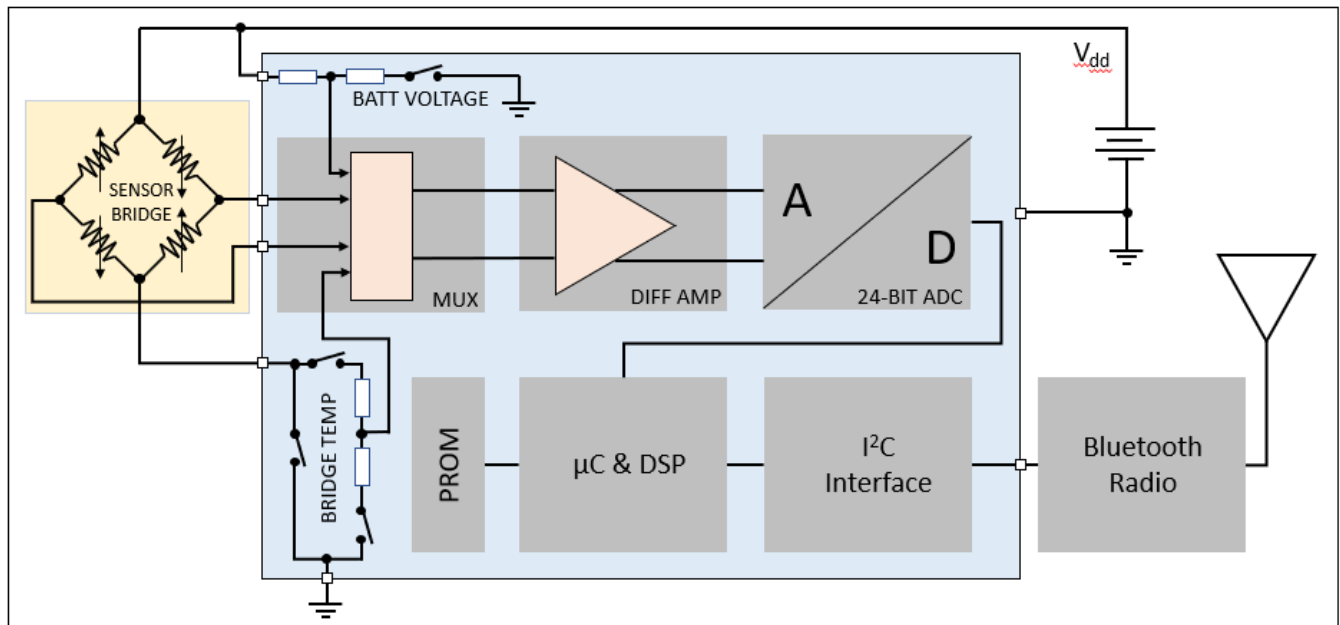 V_dd
BATT VOLTAGE
SENSOR
BRIDGE
MUX
DIFF AMP
A
D
24-BIT ADC
BRIDGE TEMP
PROM
µC & DSP
I²C
Interface
Bluetooth
Radio